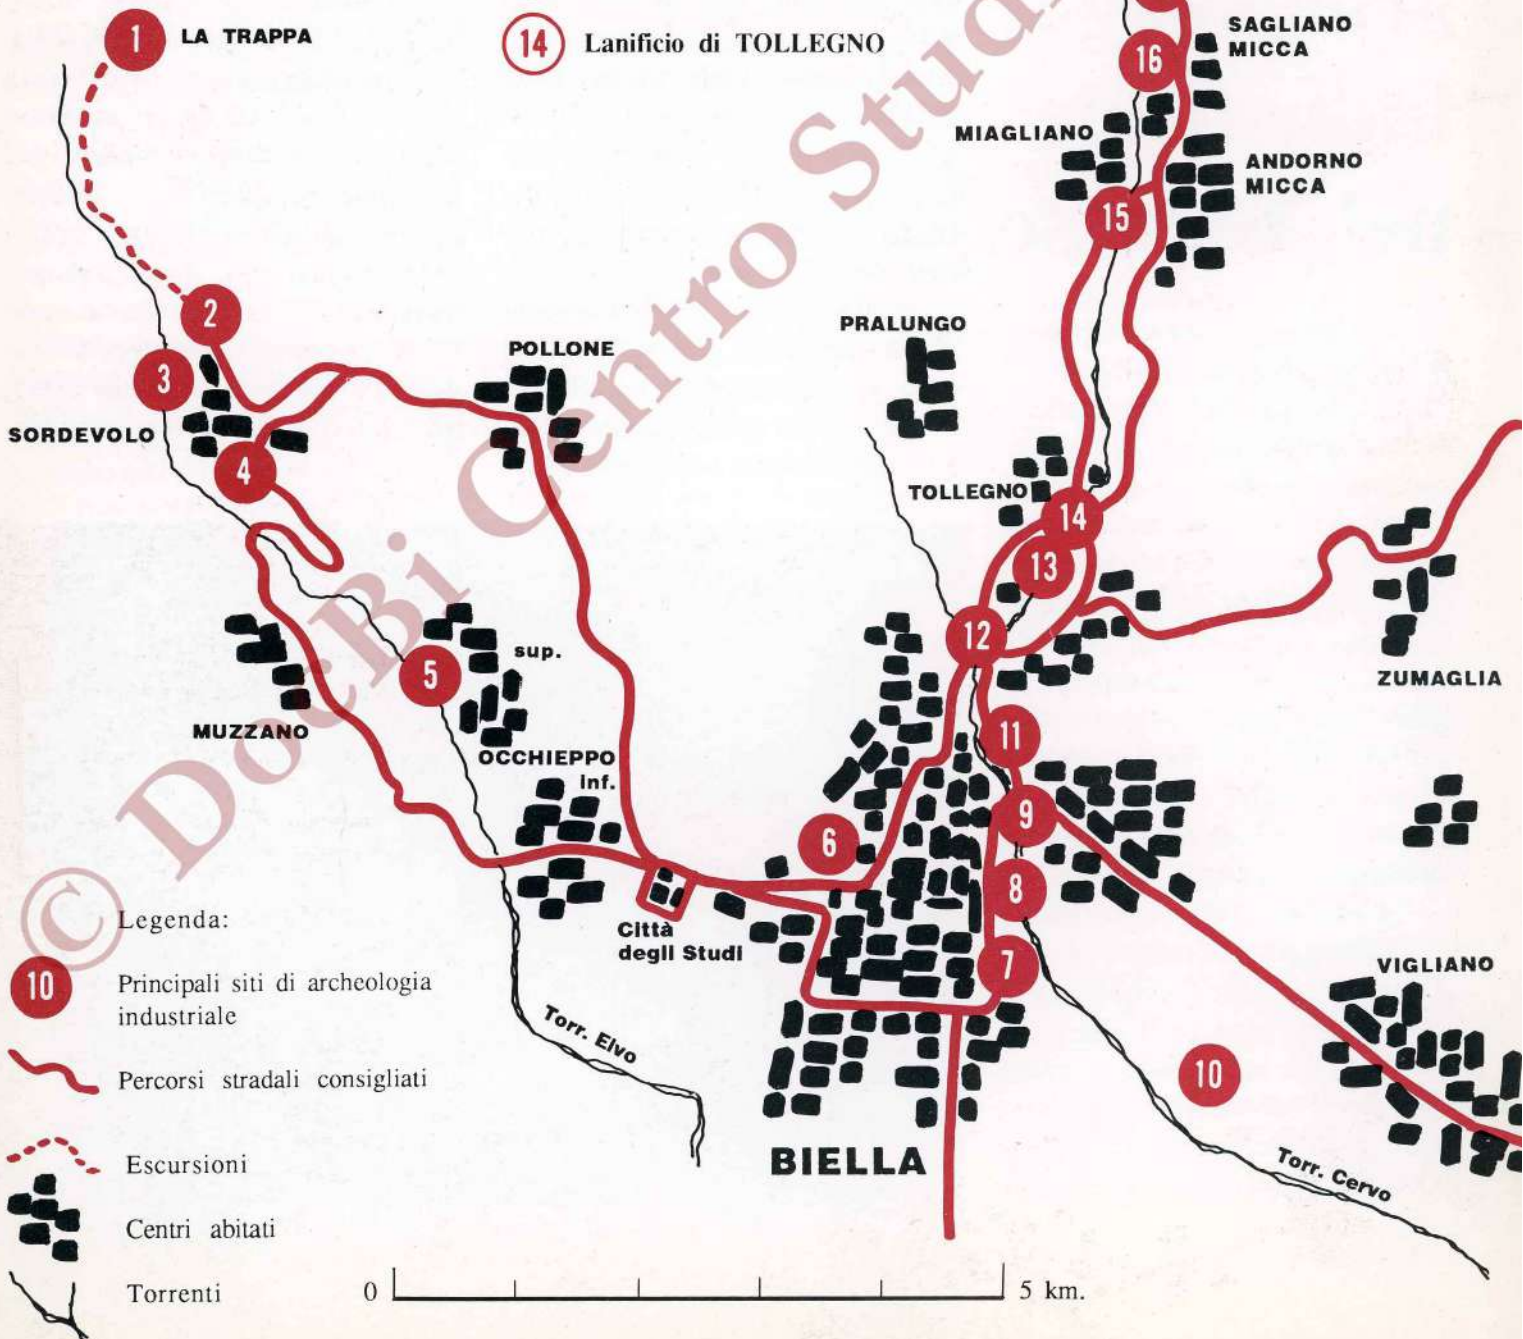 1 LA TRAPPA
14 Lanificio di TOLLEGNO
SAGLIANO
MICCA
16
MIAGLIANO
ANDORNO
MICCA
15
2
PRALUNGO
POLLONE
3
SORDEVOLO
4
TOLLEGNO
14
13
12
sup.
5
ZUMAGLIA
MUZZANO
11
OCCHIEPPO
inf.
9
6
8
Legenda:
Città
degli Studi
7
VIGLIANO
10 Principali siti di archeologia
industriale
Torr. Elvo
10
Percorsi stradali consigliati
BIELLA
Escursioni
Torr. Cervo
Centri abitati
Torrenti
0 5 km.
© DocBi Centro Studi